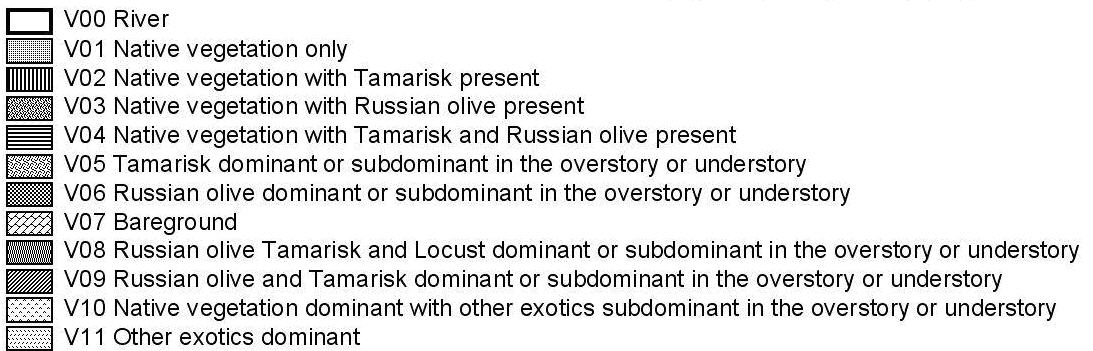 V00 River
V01 Native vegetation only
V02 Native vegetation with Tamarisk present
V03 Native vegetation with Russian olive present
V04 Native vegetation with Tamarisk and Russian olive present
V05 Tamarisk dominant or subdominant in the overstory or understory
V06 Russian olive dominant or subdominant in the overstory or understory
V07 Bareground
V08 Russian olive Tamarisk and Locust dominant or subdominant in the overstory or understory
V09 Russian olive and Tamarisk dominant or subdominant in the overstory or understory
V10 Native vegetation dominant with other exotics subdominant in the overstory or understory
V11 Other exotics dominant